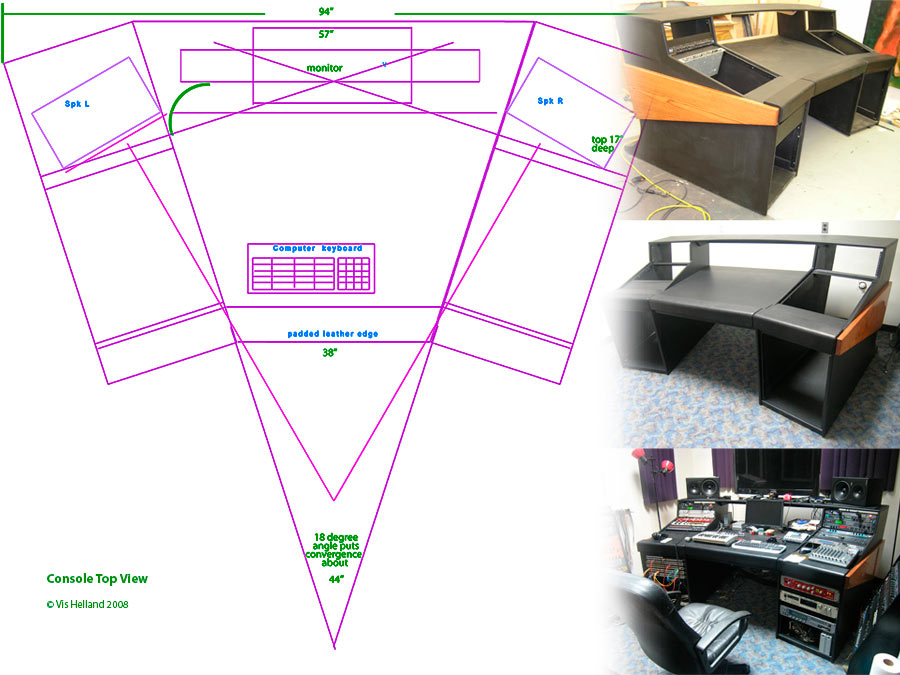 94"
57"
monitor
V
Spk L
Spk R
top 17"
deep
Computer keyboard
padded leather edge
38"
18 degree
angle puts
convergence
about
44"
Console Top View
© Vis Helland 2008